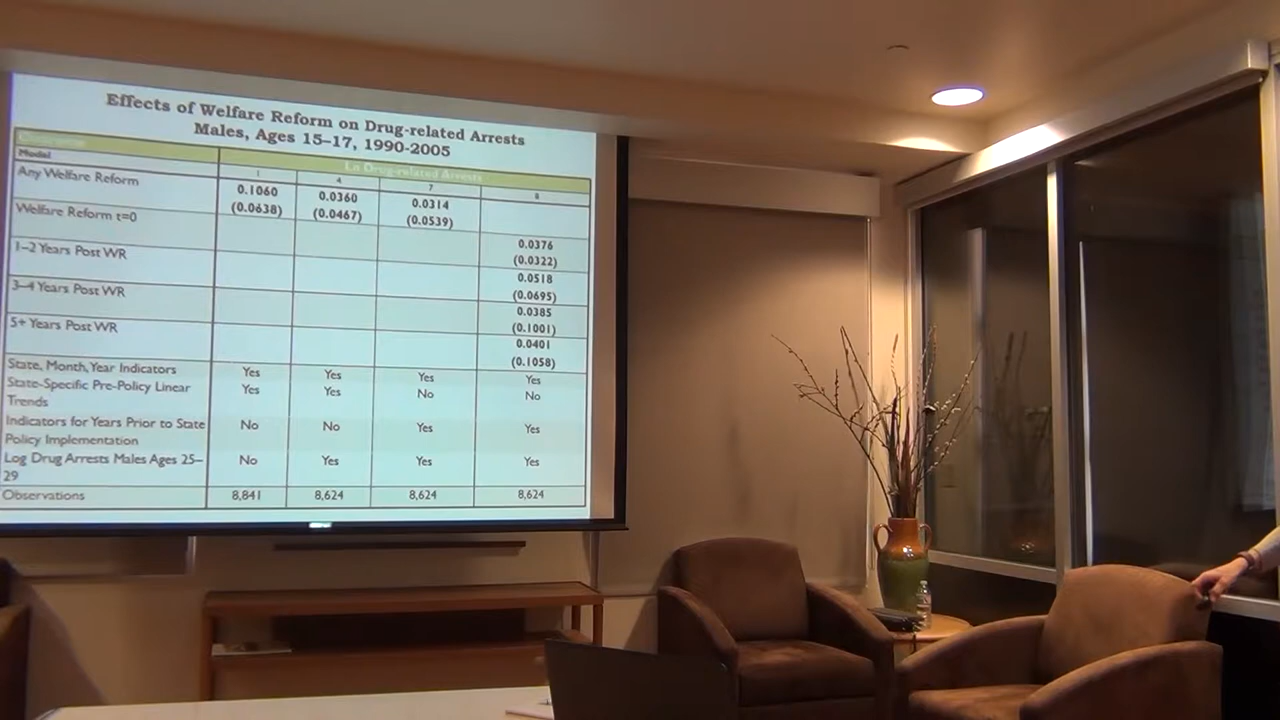 Effects of Welfare Reform on Drug-related Arrests
Males, Ages 15–17, 1990-2005
Ln Drug-related Arrests
Model 1 4 7 8
Any Welfare Reform 0.1060 0.0360 0.0314
(0.0638) (0.0467) (0.0539)
Welfare Reform t=0 0.0376
(0.0322)
1–2 Years Post WR 0.0518
(0.0695)
3–4 Years Post WR 0.0385
(0.1001)
5+ Years Post WR 0.0401
(0.1058)
State, Month, Year Indicators Yes Yes Yes Yes
State-Specific Pre-Policy Linear Yes Yes No No
Trends
Indicators for Years Prior to State No No Yes Yes
Policy Implementation
Log Drug Arrests Males Ages 25– No Yes Yes Yes
29
Observations 8,841 8,624 8,624 8,624